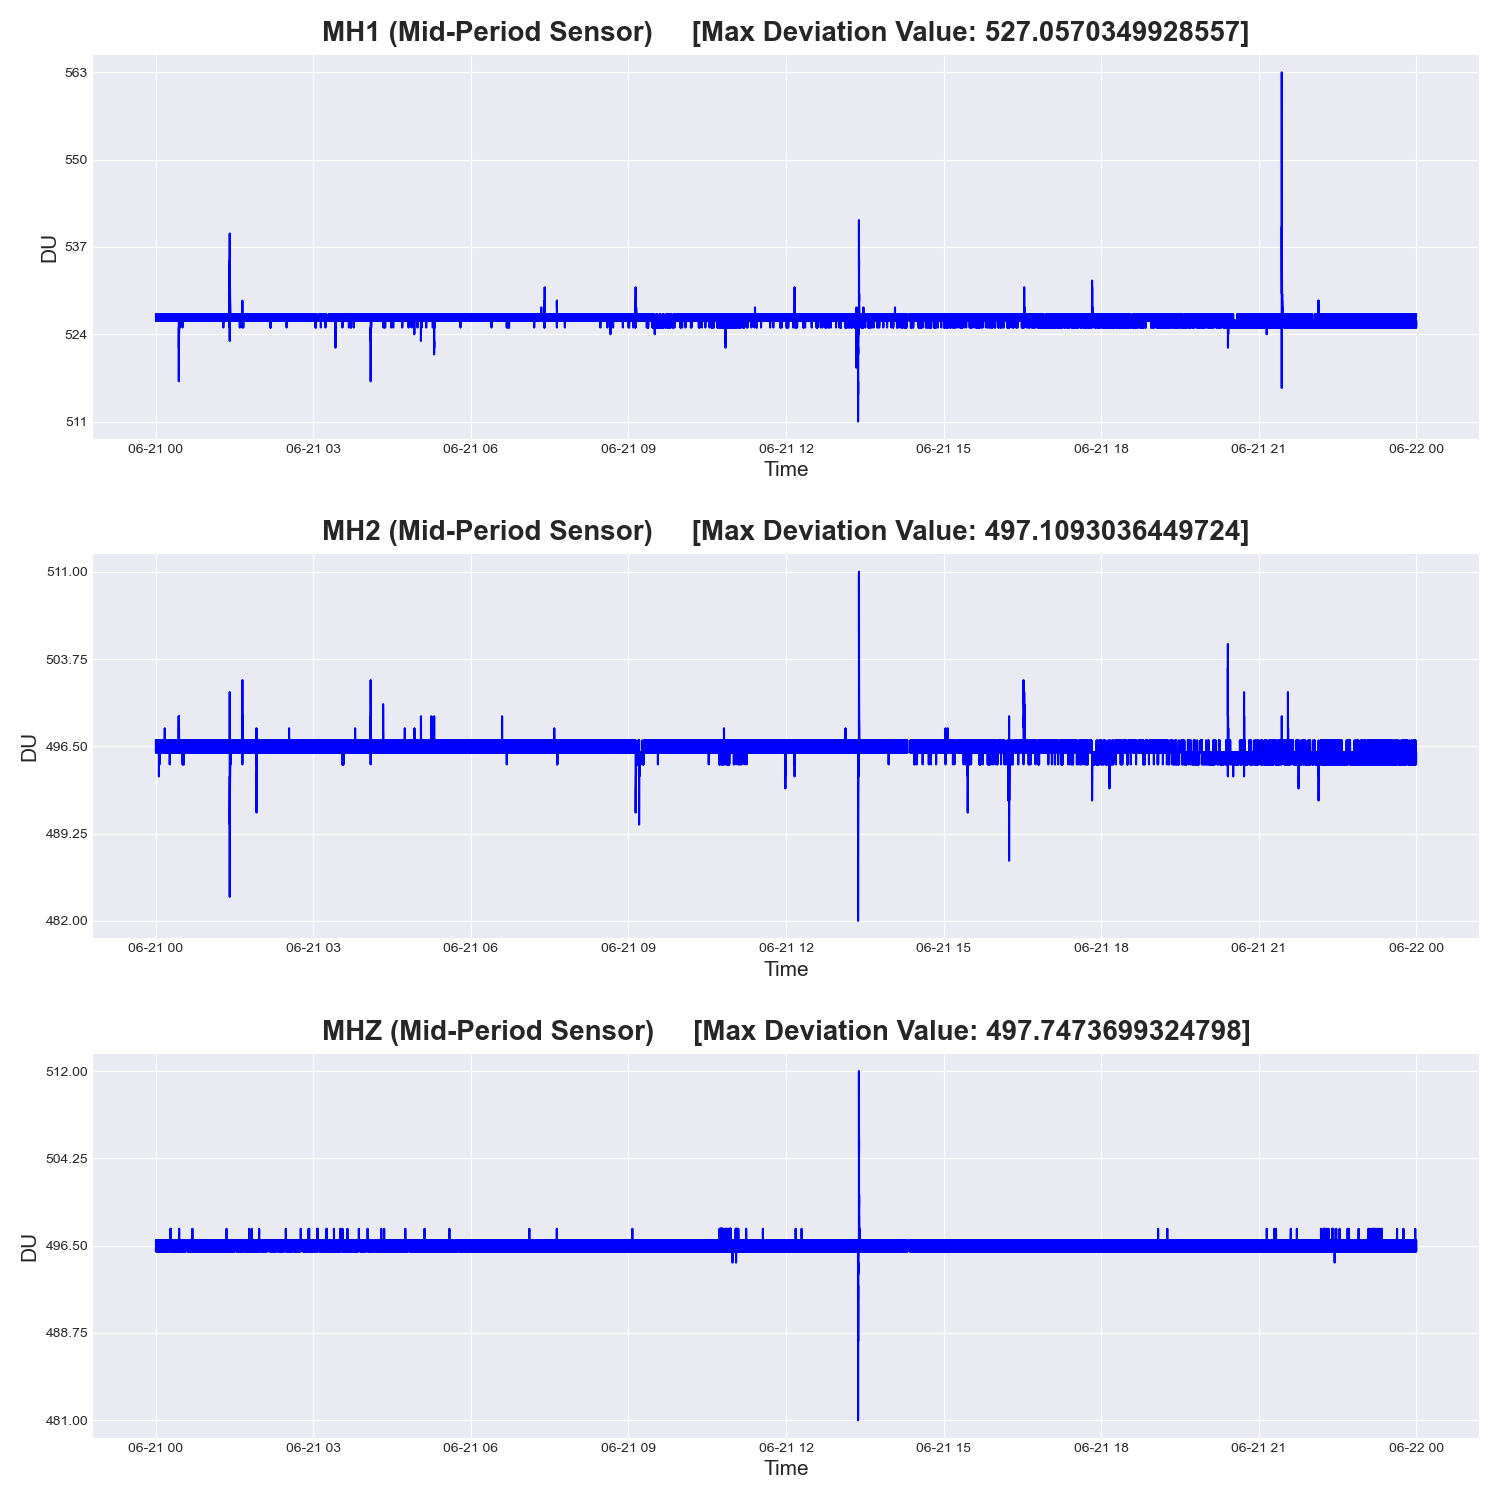 MH1 (Mid-Period Sensor) [Max Deviation Value: 527.0570349928557]
563
550
537
524
511
DU
06-21 00 06-21 03 06-21 06 06-21 09 06-21 12 06-21 15 06-21 18 06-21 21 06-22 00
Time
MH2 (Mid-Period Sensor) [Max Deviation Value: 497.1093036449724]
511.00
503.75
496.50
489.25
482.00
DU
06-21 00 06-21 03 06-21 06 06-21 09 06-21 12 06-21 15 06-21 18 06-21 21 06-22 00
Time
MHZ (Mid-Period Sensor) [Max Deviation Value: 497.7473699324798]
512.00
504.25
496.50
488.75
481.00
DU
06-21 00 06-21 03 06-21 06 06-21 09 06-21 12 06-21 15 06-21 18 06-21 21 06-22 00
Time